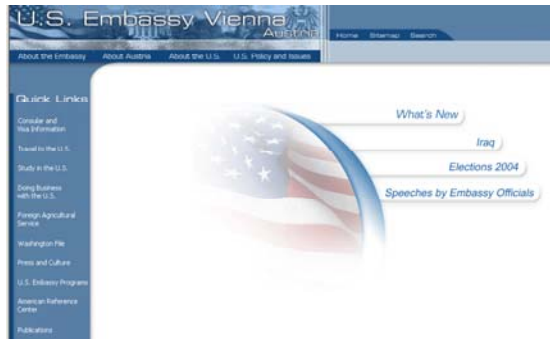 U.S. Embassy Vienna
Austria
Home Sitemap Search
About the Embassy About Austria About the U.S. U.S. Policy and Issues
Quick Links
Consular and
Visa Information
Travel to the U.S.
Study in the U.S.
Doing Business
with the U.S.
Foreign Agricultural
Service
Washington File
Press and Culture
U.S. Embassy Programs
American Reference
Center
Publications
What's New
Iraq
Elections 2004
Speeches by Embassy Officials